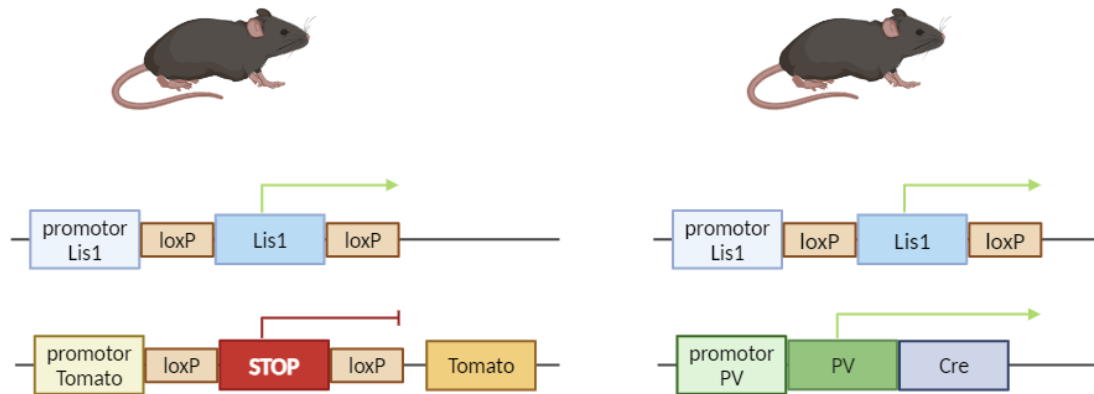 promotor
Lis1
loxP
Lis1
loxP
promotor
Lis1
loxP
Lis1
loxP
promotor
Tomato
loxP
STOP
loxP
Tomato
promotor
PV
PV
Cre